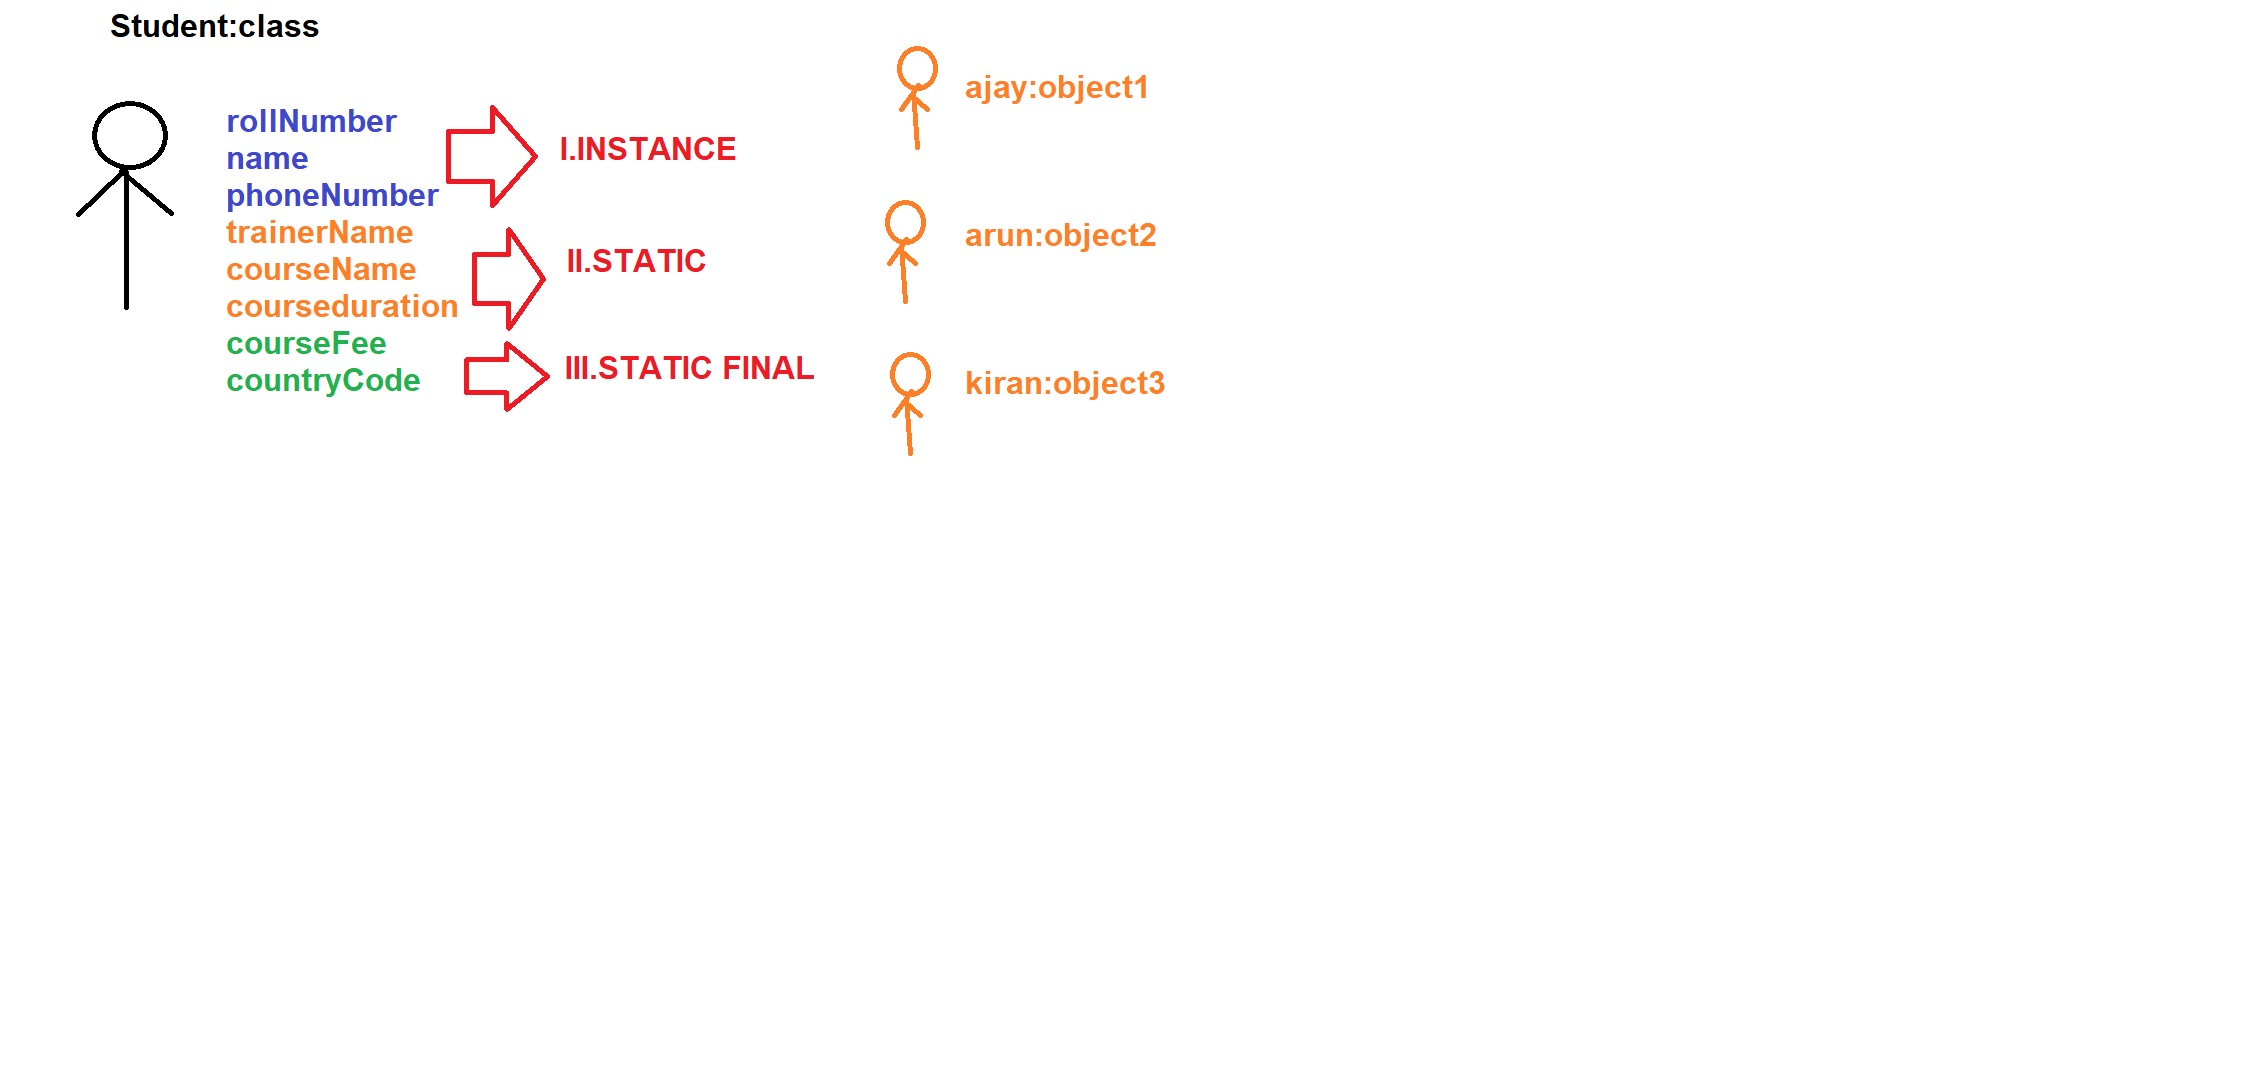 Student:class
rollNumber
name
phoneNumber
trainerName
courseName
courseduration
courseFee
countryCode
I.INSTANCE
II.STATIC
III.STATIC FINAL
ajay:object1
arun:object2
kiran:object3